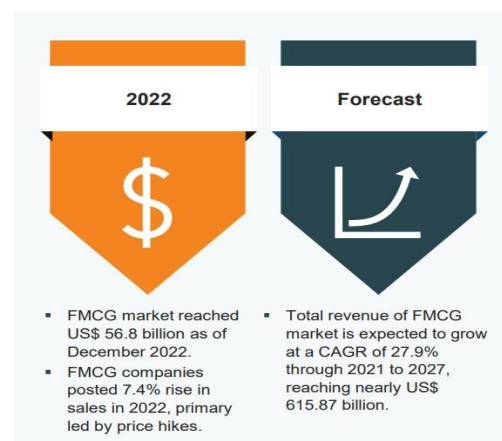 2022
$
▪ FMCG market reached
US$ 56.8 billion as of
December 2022.
▪ FMCG companies
posted 7.4% rise in
sales in 2022, primary
led by price hikes.
Forecast
▪ Total revenue of FMCG
market is expected to grow
at a CAGR of 27.9%
through 2021 to 2027,
reaching nearly US$
615.87 billion.